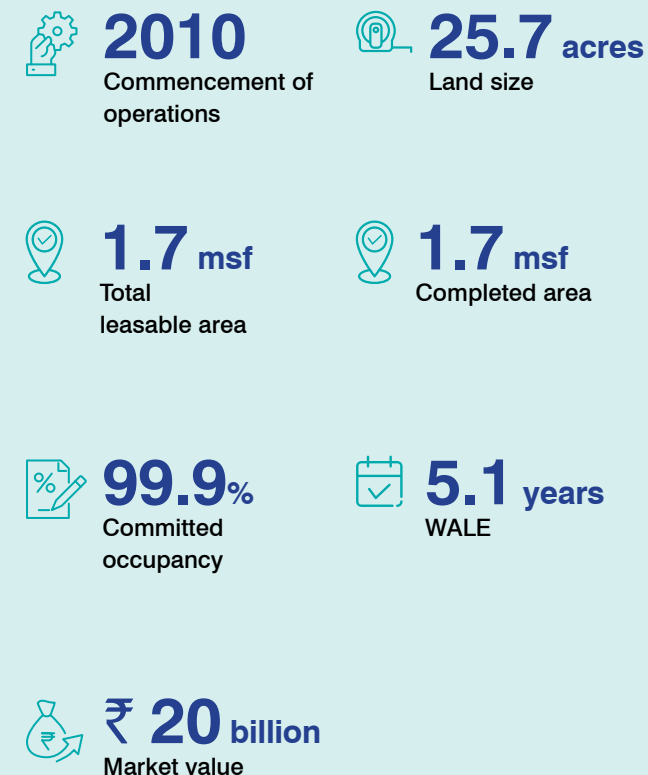 2010
Commencement of
operations
25.7 acres
Land size
1.7 msf
Total
leasable area
1.7 msf
Completed area
%
99.9%
Committed
occupancy
5.1 years
WALE
₹
₹ 20 billion
Market value